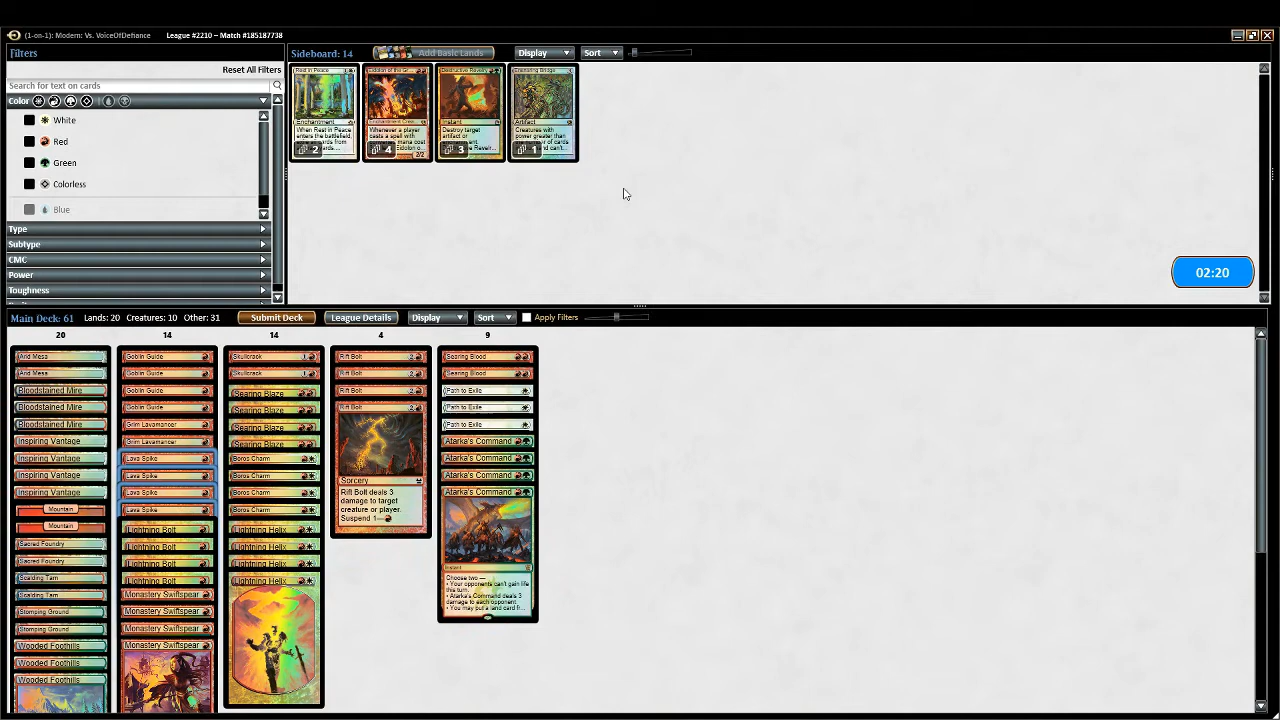 (1-on-1): Modern: Vs. VoiceOfDefiance League #2210 – Match #185187738
Filters
Reset All Filters
Search for text on cards
Color
White
Red
Green
Colorless
Blue
Type
Subtype
CMC
Power
Toughness
Sideboard: 14 Add Basic Lands Display Sort
Rest in Peace
Enchantment
When Rest in Peace
enters the battlefield,
2
Eidolon of the Gr...
Enchantment Crea...
Whenever a player
casts a spell with
4
2/2
Destructive Revelry
Instant
Destroy target
artifact or
3
Ensnaring Bridge
Artifact
Creatures with
power greater than
1
02:20
Main Deck: 61 Lands: 20 Creatures: 10 Other: 31 Submit Deck League Details Display Sort Apply Filters
20 14 14 4 9
Arid Mesa
Arid Mesa
Bloodstained Mire
Bloodstained Mire
Bloodstained Mire
Inspiring Vantage
Inspiring Vantage
Inspiring Vantage
Inspiring Vantage
Mountain
Mountain
Sacred Foundry
Sacred Foundry
Scalding Tarn
Scalding Tarn
Stomping Ground
Stomping Ground
Wooded Foothills
Wooded Foothills
Wooded Foothills
Goblin Guide
Goblin Guide
Goblin Guide
Goblin Guide
Grim Lavamancer
Grim Lavamancer
Lava Spike
Lava Spike
Lava Spike
Lava Spike
Lightning Bolt
Lightning Bolt
Lightning Bolt
Lightning Bolt
Monastery Swiftspear
Monastery Swiftspear
Monastery Swiftspear
Monastery Swiftspear
Skullcrack
Skullcrack
Searing Blaze
Searing Blaze
Searing Blaze
Searing Blaze
Boros Charm
Boros Charm
Boros Charm
Boros Charm
Lightning Helix
Lightning Helix
Lightning Helix
Lightning Helix
Rift Bolt
Rift Bolt
Rift Bolt
Rift Bolt
Sorcery
Rift Bolt deals 3
damage to target
creature or player.
Suspend 1—
Searing Blood
Searing Blood
Path to Exile
Path to Exile
Path to Exile
Atarka's Command
Atarka's Command
Atarka's Command
Atarka's Command
Instant
Choose two —
• Your opponents can't gain life
this turn.
• Atarka's Command deals 3
damage to each opponent.
• You may put a land card fr...